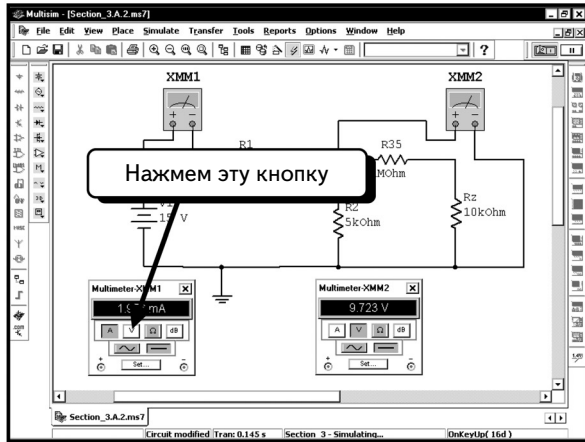 Multisim - [Section_3.A.2.ms7]
File Edit View Place Simulate Transfer Tools Reports Options Window Help
XMM1
XMM2
R1
R35
MOhm
Нажмем эту кнопку
15 V
R2
5kOhm
Rz
10kOhm
Multimeter-XMM1
mA
A V Ω dB
Set...
Multimeter-XMM2
9.723 V
A V Ω dB
Set...
Section_3.A.2.ms7
Circuit modified Tran: 0.145 s Section 3 - Simulating... OnKeyUp( 16d )